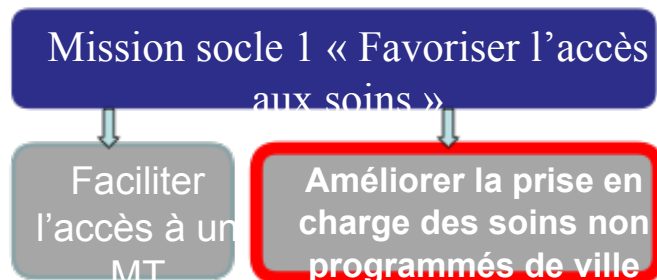 Mission socle 1 « Favoriser l’accès
aux soins »
Faciliter
l’accès à un
MT
Améliorer la prise en
charge des soins non
programmés de ville